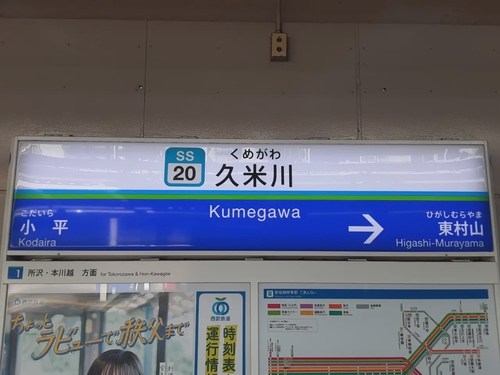 SS
20
くめがわ
久米川
Kumegawa
こだいら
小平
Kodaira
ひがしむらやま
東村山
Higashi-Murayama
1 所沢・本川越 方面 for Tokorozawa & Hon-Kawagoe
ちょっと
ラビューで秩父まで
西武鉄道
時刻表
運行情